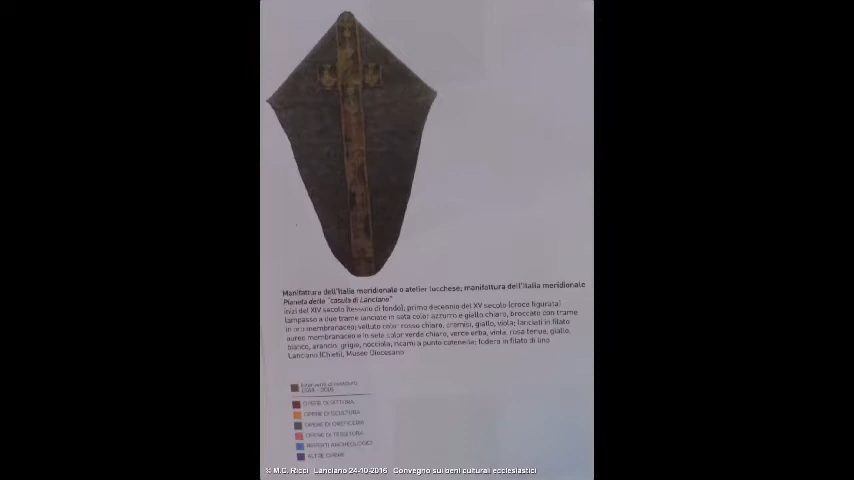 Manifattura dell'Italia meridionale o atelier lucchese; manifattura dell'Italia meridionale
Pianeta detta "casula di Lanciano"
inizi del XIV secolo (tessuto di fondo); primo decennio del XV secolo (croce figurata)
lampasso a due trame lanciate in seta color azzurro e giallo chiaro, broccato con trame
in oro membranaceo; velluto color rosso chiaro, cremisi, giallo, viola; lanciati in filato
aureo membranaceo e in seta color verde chiaro, verde erba, viola, rosa tenue, giallo,
bianco, arancio, grigio, nocciola; ricami a punto catenella; fodera in filato di lino
Lanciano (Chieti), Museo Diocesano
OPERE DI PITTURA
OPERE DI SCULTURA
OPERE DI OREFICERIA
OPERE DI TESSITURA
REPERTI ARCHEOLOGICI
ALTRE OPERE
© M.C. Ricci Lanciano 24-10-2016 Convegno sui beni culturali ecclesiastici